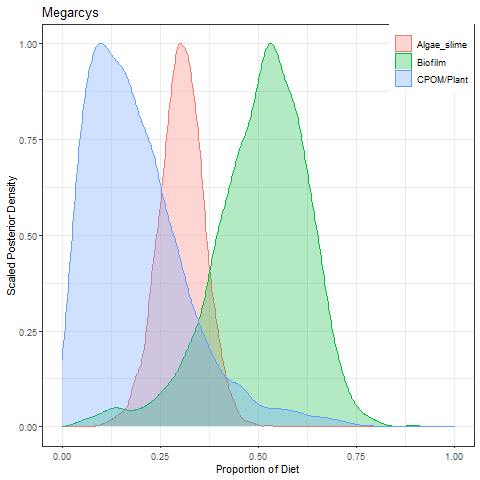 Megarcys
1.00
0.75
0.50
0.25
0.00
Scaled Posterior Density
Algae_slime
Biofilm
CPOM/Plant
0.00 0.25 0.50 0.75 1.00
Proportion of Diet